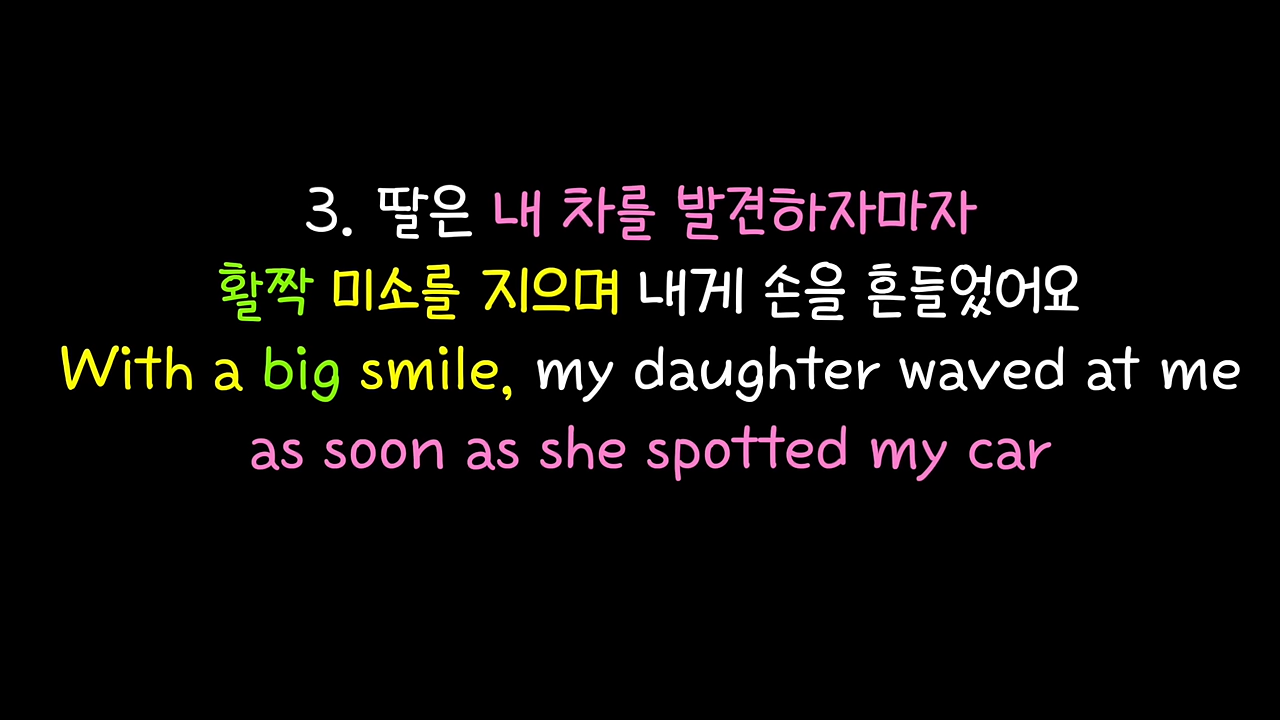 3. 딸은 내 차를 발견하자마자
활짝 미소를 지으며 내게 손을 흔들었어요
With a big smile, my daughter waved at me
as soon as she spotted my car